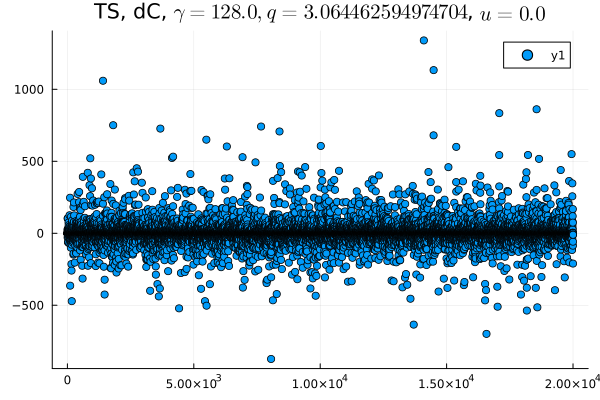 TS, dC, γ = 128.0, q = 3.064462594974704, u = 0.0
y1
1000
500
0
−500
0 5.00×10³ 1.00×10⁴ 1.50×10⁴ 2.00×10⁴